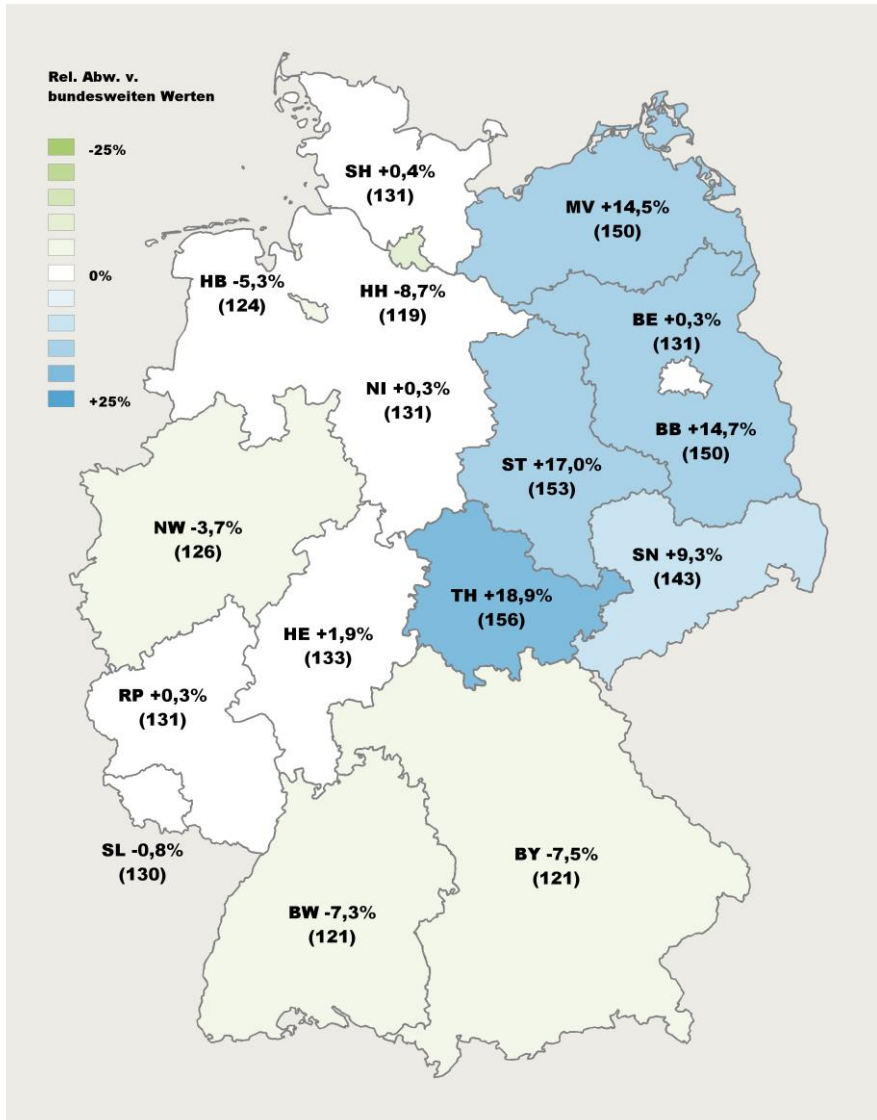 Rel. Abw. v.
bundesweiten Werten
-25%
0%
+25%
SH +0,4%
(131)
MV +14,5%
(150)
HB -5,3%
(124)
HH -8,7%
(119)
BE +0,3%
(131)
NI +0,3%
(131)
BB +14,7%
(150)
ST +17,0%
(153)
NW -3,7%
(126)
SN +9,3%
(143)
TH +18,9%
(156)
HE +1,9%
(133)
RP +0,3%
(131)
SL -0,8%
(130)
BY -7,5%
(121)
BW -7,3%
(121)